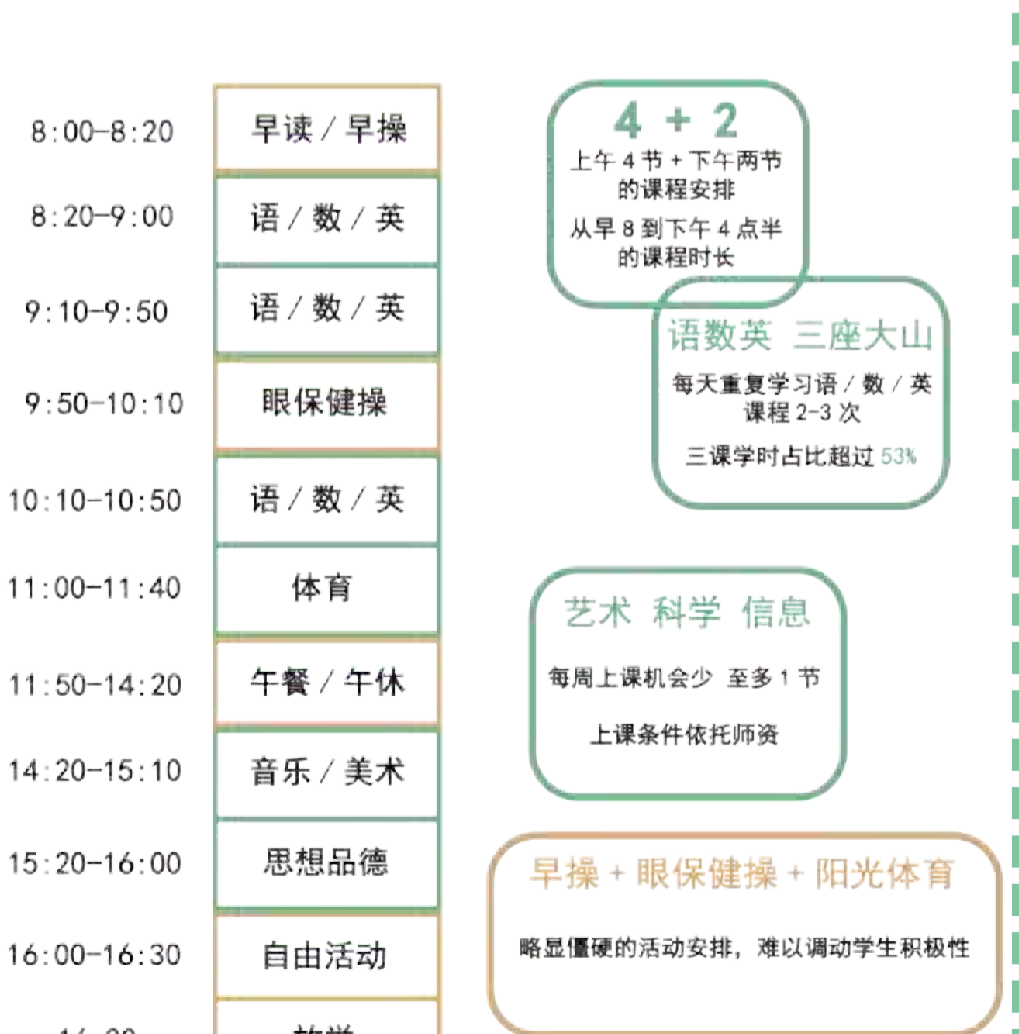 8:00-8:20 早读 / 早操
8:20-9:00 语 / 数 / 英
9:10-9:50 语 / 数 / 英
9:50-10:10 眼保健操
10:10-10:50 语 / 数 / 英
11:00-11:40 体育
11:50-14:20 午餐 / 午休
14:20-15:10 音乐 / 美术
15:20-16:00 思想品德
16:00-16:30 自由活动
4 + 2
上午 4 节 + 下午两节
的课程安排
从早 8 到下午 4 点半
的课程时长
语数英 三座大山
每天重复学习语 / 数 / 英
课程 2-3 次
三课学时占比超过 53%
艺术 科学 信息
每周上课机会少 至多 1 节
上课条件依托师资
早操 + 眼保健操 + 阳光体育
略显僵硬的活动安排，难以调动学生积极性